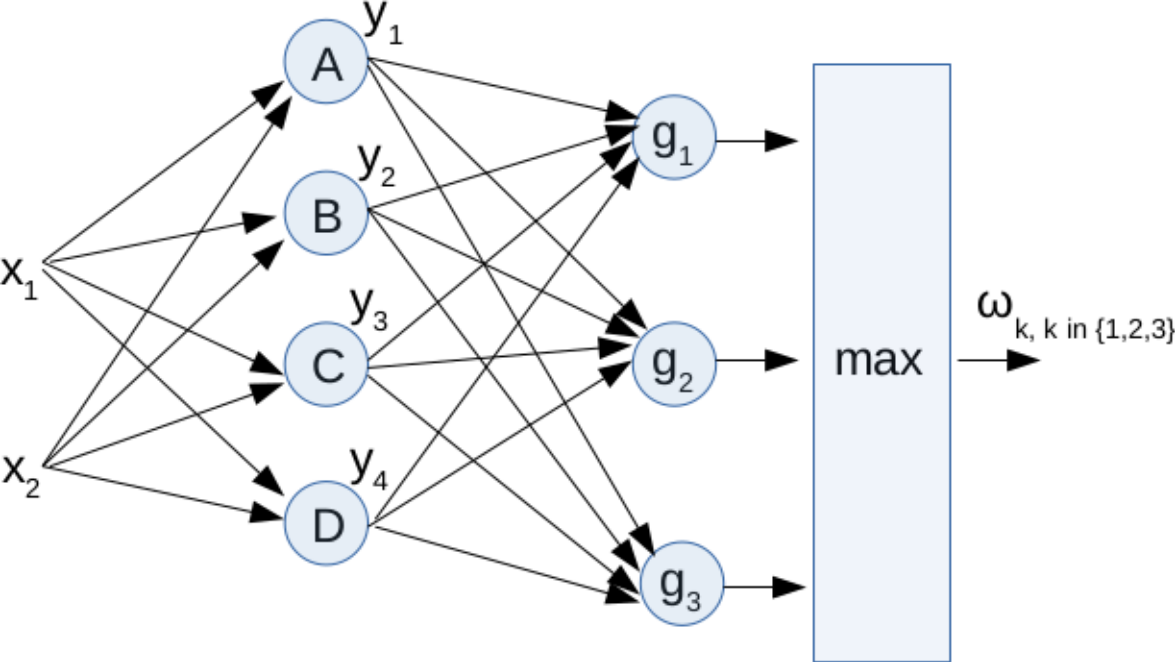 y1
A
y2
B
g1
x1
y3
C
g2
max
ωk, k in {1,2,3}
x2
y4
D
g3